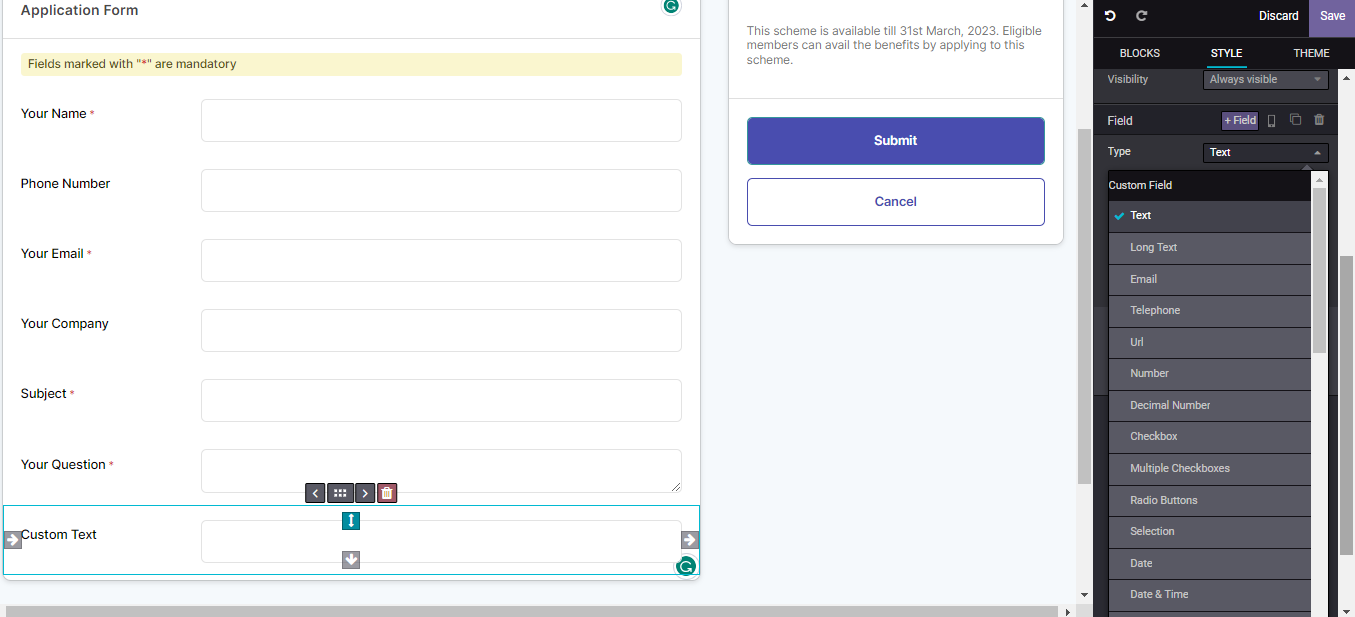 Application Form
Fields marked with "*" are mandatory
Your Name *
Phone Number
Your Email *
Your Company
Subject *
Your Question *
Custom Text
This scheme is available till 31st March, 2023. Eligible
members can avail the benefits by applying to this
scheme.
Submit
Cancel
Discard
Save
BLOCKS
STYLE
THEME
Visibility
Always visible
Field
+ Field
Type
Text
Custom Field
Text
Long Text
Email
Telephone
Url
Number
Decimal Number
Checkbox
Multiple Checkboxes
Radio Buttons
Selection
Date
Date & Time